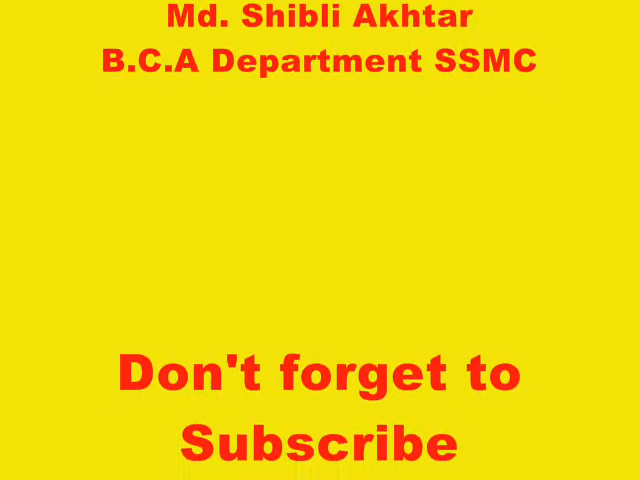 Md. Shibli Akhtar
B.C.A Department SSMC
Don't forget to
Subscribe